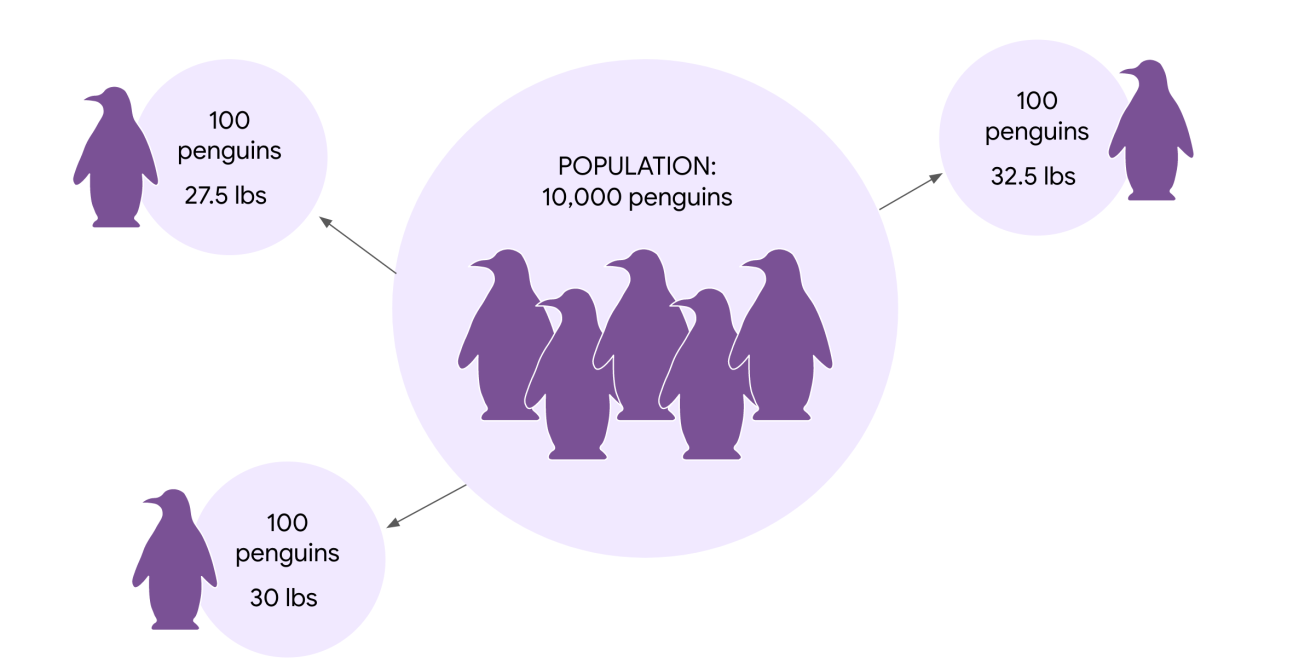 100
penguins
27.5 lbs
POPULATION:
10,000 penguins
100
penguins
32.5 lbs
100
penguins
30 lbs